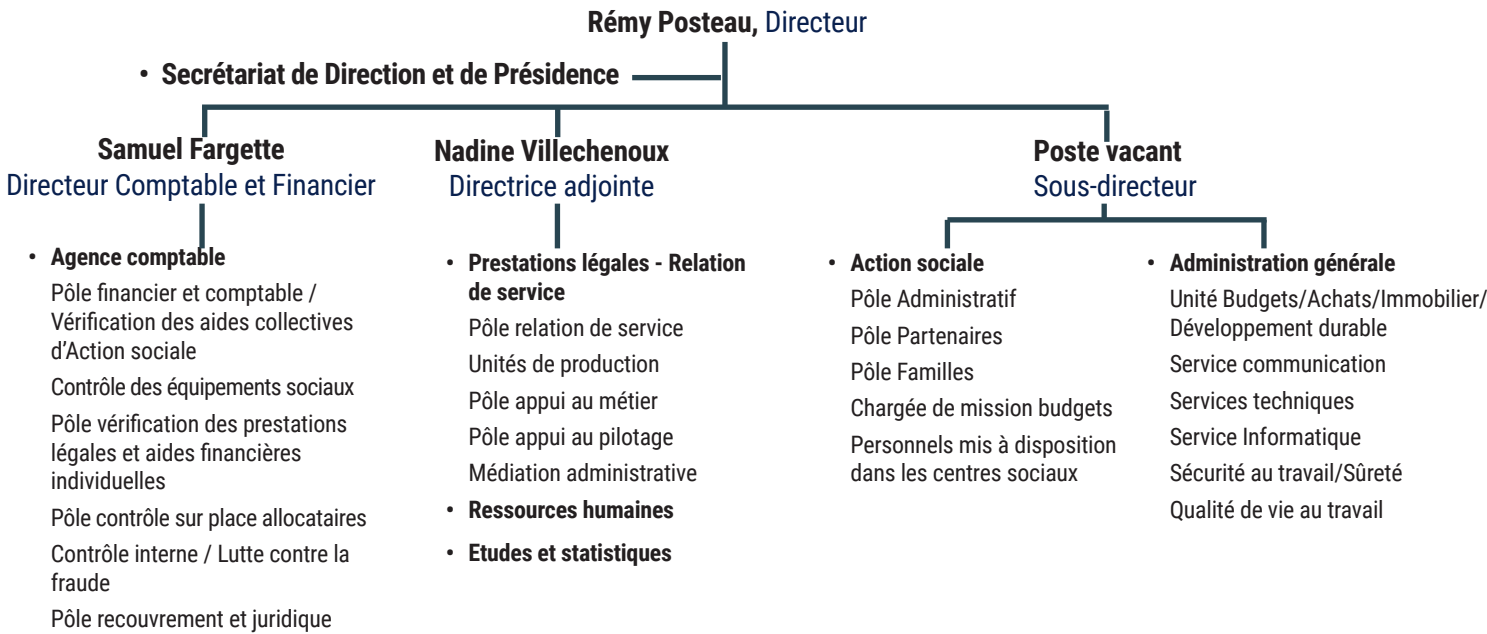 Rémy Posteau, Directeur
• Secrétariat de Direction et de Présidence
Samuel Fargette
Directeur Comptable et Financier
• Agence comptable
Pôle financier et comptable /
Vérification des aides collectives
d’Action sociale
Contrôle des équipements sociaux
Pôle vérification des prestations
légales et aides financières
individuelles
Pôle contrôle sur place allocataires
Contrôle interne / Lutte contre la
fraude
Pôle recouvrement et juridique
Nadine Villechenoux
Directrice adjointe
• Prestations légales - Relation
de service
Pôle relation de service
Unités de production
Pôle appui au métier
Pôle appui au pilotage
Médiation administrative
• Ressources humaines
• Etudes et statistiques
Poste vacant
Sous-directeur
• Action sociale
Pôle Administratif
Pôle Partenaires
Pôle Familles
Chargée de mission budgets
Personnels mis à disposition
dans les centres sociaux
• Administration générale
Unité Budgets/Achats/Immobilier/
Développement durable
Service communication
Services techniques
Service Informatique
Sécurité au travail/Sûreté
Qualité de vie au travail